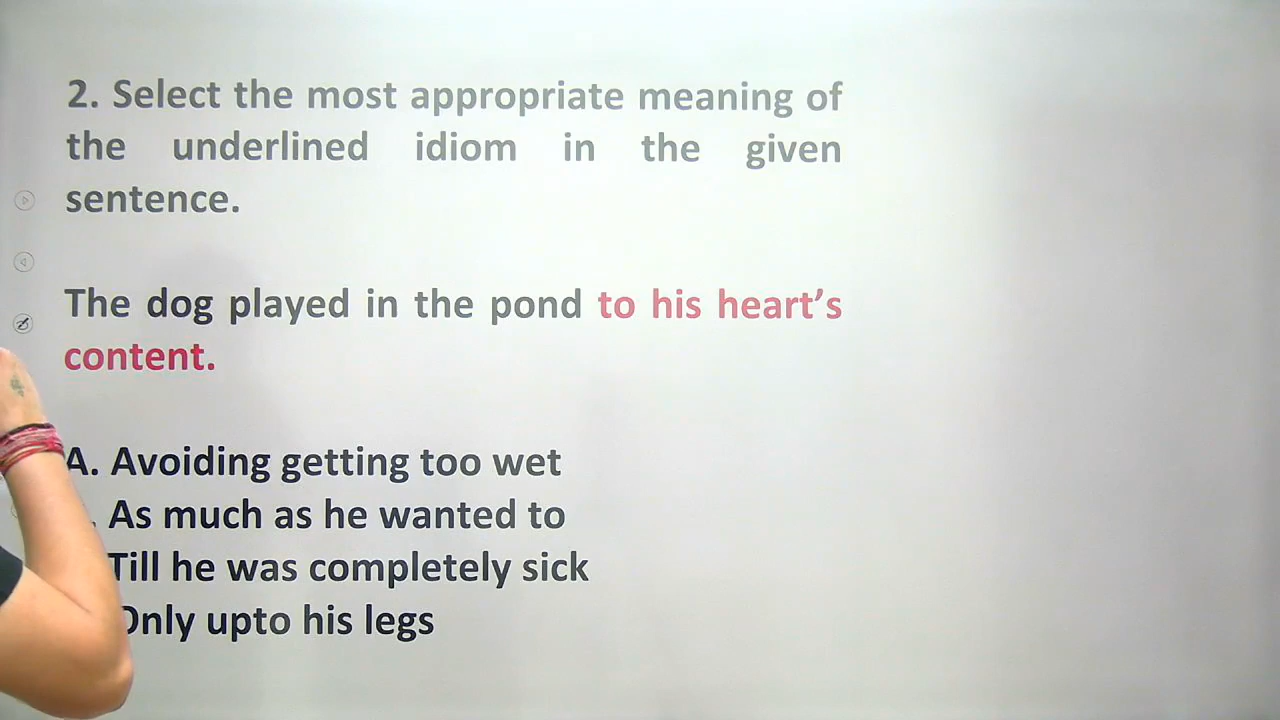 2. Select the most appropriate meaning of
the underlined idiom in the given
sentence.
The dog played in the pond to his heart's
content.
A. Avoiding getting too wet
. As much as he wanted to
Till he was completely sick
Only upto his legs